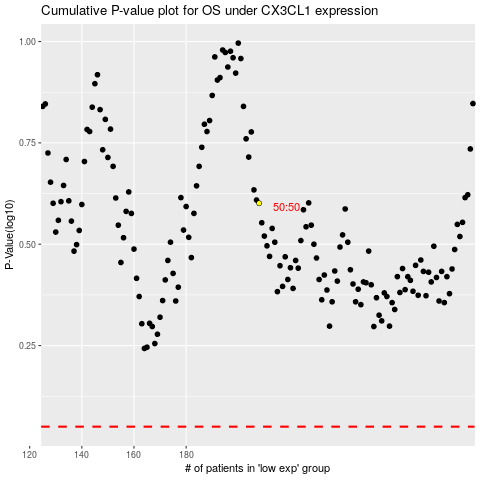 Cumulative P-value plot for OS under CX3CL1 expression
1.00
0.75
0.50
0.25
P-Value(log10)
50:50
120 140 160 180
# of patients in 'low exp' group